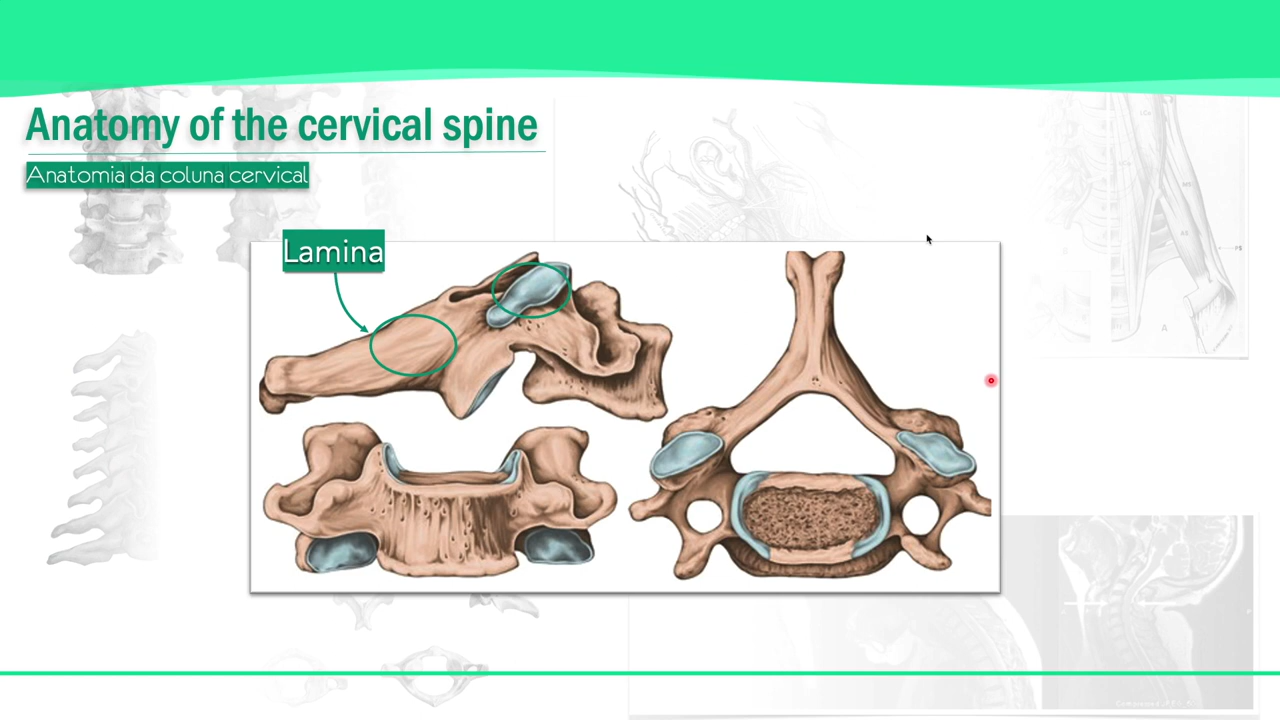 Anatomy of the cervical spine
Anatomia da coluna cervical
Lamina
A